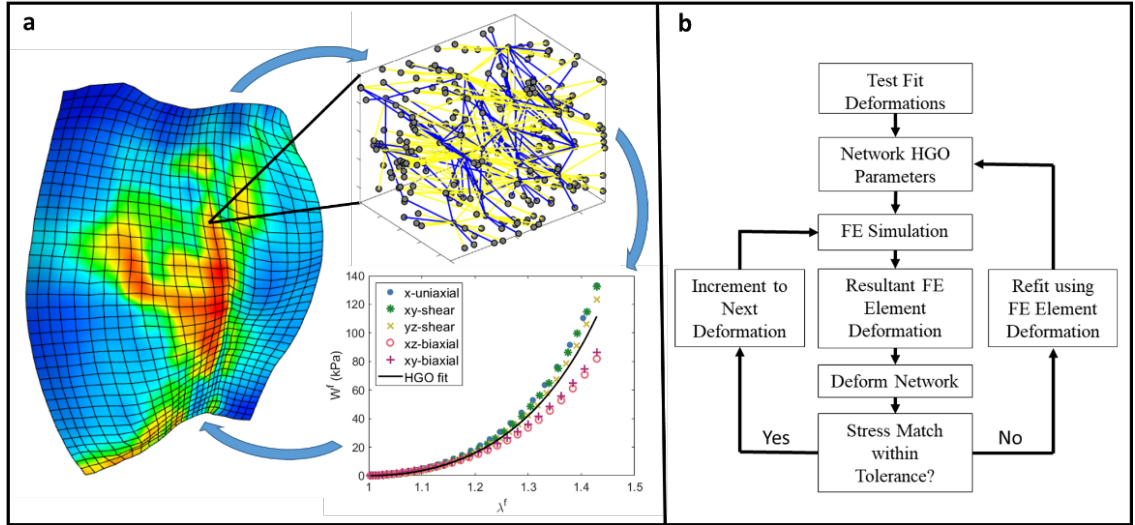 a
140
120
100
80
60
40
20
0
W^f (kPa)
x-uniaxial
xy-shear
yz-shear
xz-biaxial
xy-biaxial
HGO fit
1
1.1
1.2
1.3
1.4
1.5
λ^f
b
Test Fit
Deformations
Network HGO
Parameters
FE Simulation
Increment to
Next
Deformation
Resultant FE
Element
Deformation
Refit using
FE Element
Deformation
Deform Network
Yes
No
Stress Match
within
Tolerance?